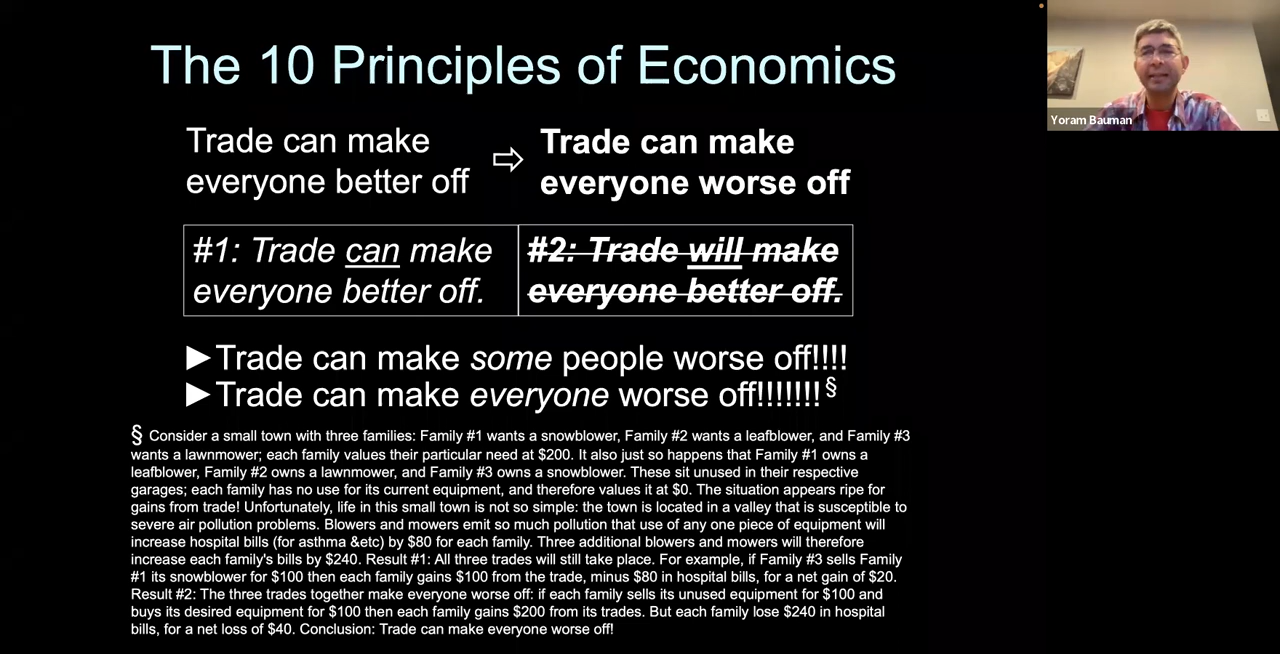 The 10 Principles of Economics
Trade can make
everyone better off
⇨
Trade can make
everyone worse off
#1: Trade can make
everyone better off.
#2: Trade will make
everyone better off.
►Trade can make some people worse off!!!!
►Trade can make everyone worse off!!!!!!!§
§ Consider a small town with three families: Family #1 wants a snowblower, Family #2 wants a leafblower, and Family #3
wants a lawnmower; each family values their particular need at $200. It also just so happens that Family #1 owns a
leafblower, Family #2 owns a lawnmower, and Family #3 owns a snowblower. These sit unused in their respective
garages; each family has no use for its current equipment, and therefore values it at $0. The situation appears ripe for
gains from trade! Unfortunately, life in this small town is not so simple: the town is located in a valley that is susceptible to
severe air pollution problems. Blowers and mowers emit so much pollution that use of any one piece of equipment will
increase hospital bills (for asthma &etc) by $80 for each family. Three additional blowers and mowers will therefore
increase each family's bills by $240. Result #1: All three trades will still take place. For example, if Family #3 sells Family
#1 its snowblower for $100 then each family gains $100 from the trade, minus $80 in hospital bills, for a net gain of $20.
Result #2: The three trades together make everyone worse off: if each family sells its unused equipment for $100 and
buys its desired equipment for $100 then each family gains $200 from its trades. But each family lose $240 in hospital
bills, for a net loss of $40. Conclusion: Trade can make everyone worse off!
Yoram Bauman